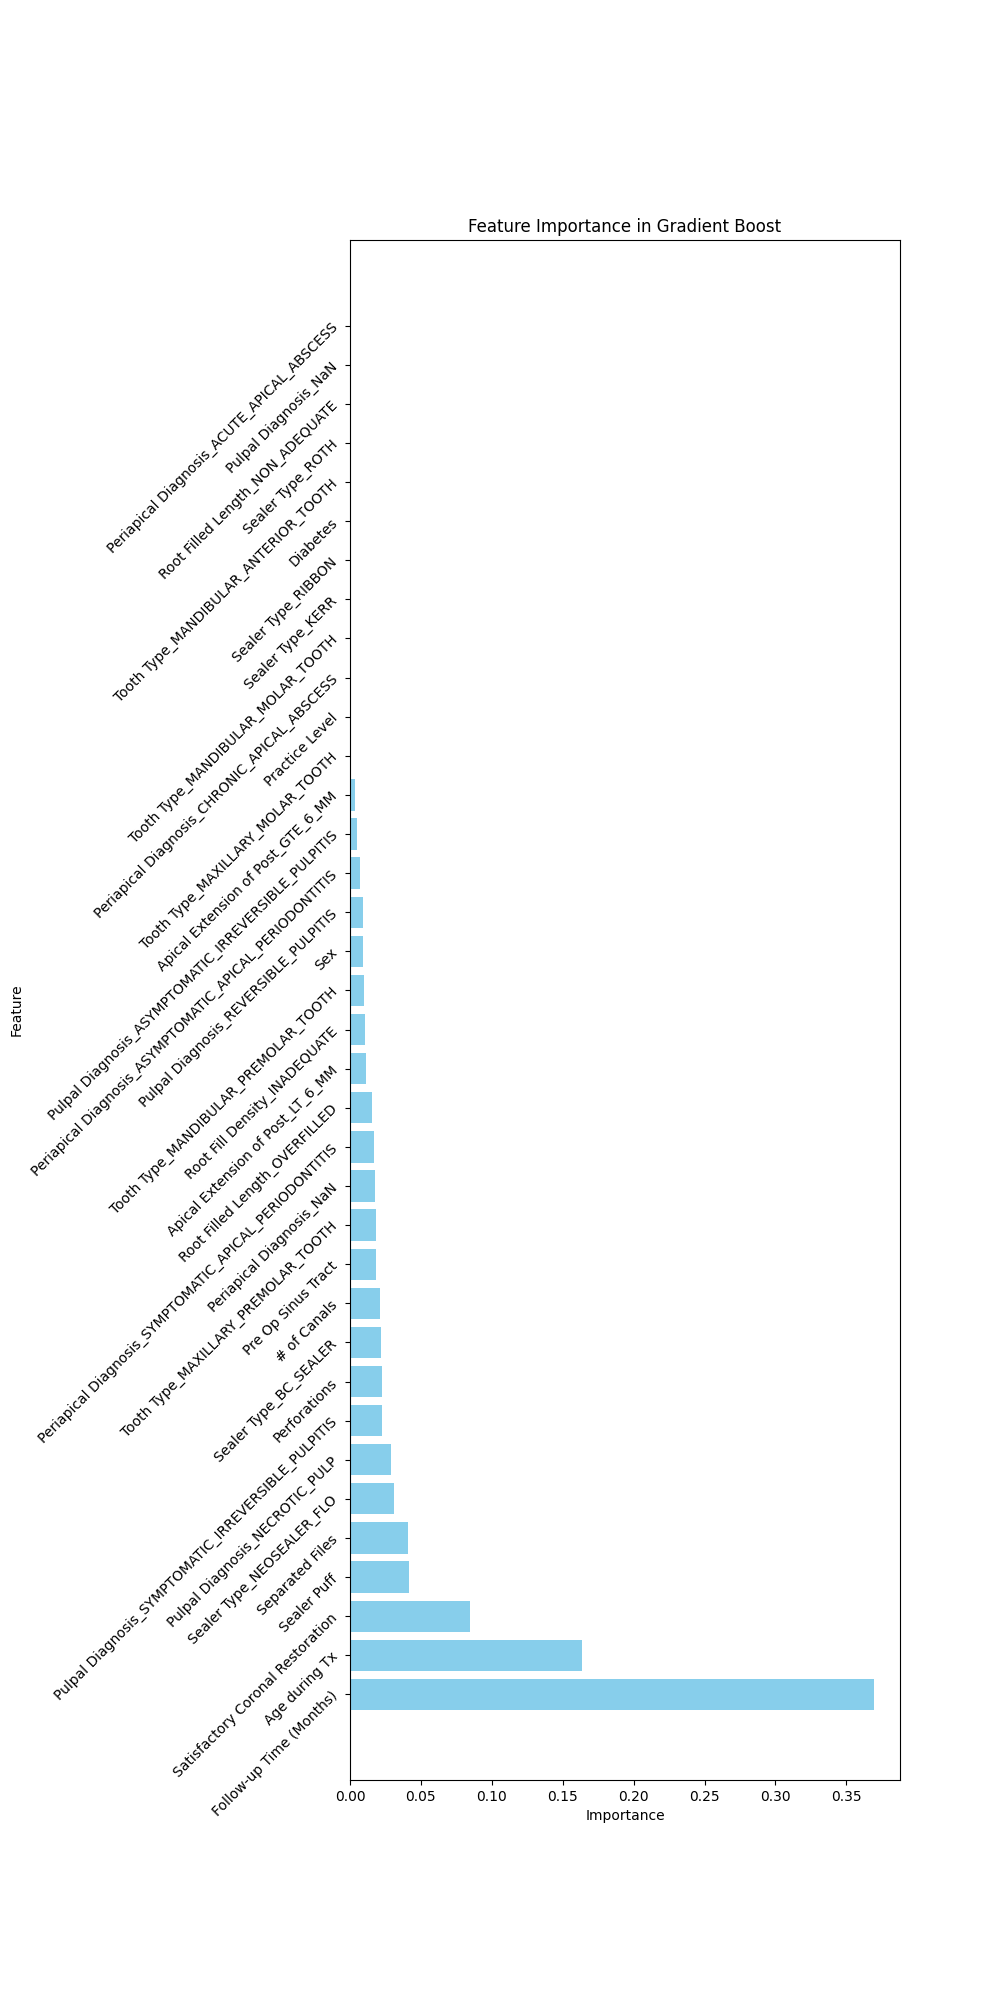 Feature Importance in Gradient Boost
Periapical Diagnosis_ACUTE_APICAL_ABSCESS
Pulpal Diagnosis_NaN
Root Filled Length_NON_ADEQUATE
Sealer Type_ROTH
Tooth Type_MANDIBULAR_ANTERIOR_TOOTH
Diabetes
Sealer Type_RIBBON
Sealer Type_KERR
Tooth Type_MANDIBULAR_MOLAR_TOOTH
Periapical Diagnosis_CHRONIC_APICAL_ABSCESS
Practice Level
Tooth Type_MAXILLARY_MOLAR_TOOTH
Apical Extension of Post_GTE_6_MM
Pulpal Diagnosis_ASYMPTOMATIC_IRREVERSIBLE_PULPITIS
Periapical Diagnosis_ASYMPTOMATIC_APICAL_PERIODONTITIS
Pulpal Diagnosis_REVERSIBLE_PULPITIS
Sex
Tooth Type_MANDIBULAR_PREMOLAR_TOOTH
Root Fill Density_INADEQUATE
Apical Extension of Post_LT_6_MM
Root Filled Length_OVERFILLED
Periapical Diagnosis_SYMPTOMATIC_APICAL_PERIODONTITIS
Periapical Diagnosis_NaN
Tooth Type_MAXILLARY_PREMOLAR_TOOTH
Pre Op Sinus Tract
# of Canals
Sealer Type_BC_SEALER
Perforations
Pulpal Diagnosis_SYMPTOMATIC_IRREVERSIBLE_PULPITIS
Pulpal Diagnosis_NECROTIC_PULP
Sealer Type_NEOSEALER_FLO
Separated Files
Sealer Puff
Satisfactory Coronal Restoration
Age during Tx
Follow-up Time (Months)
Feature
0.00 0.05 0.10 0.15 0.20 0.25 0.30 0.35
Importance